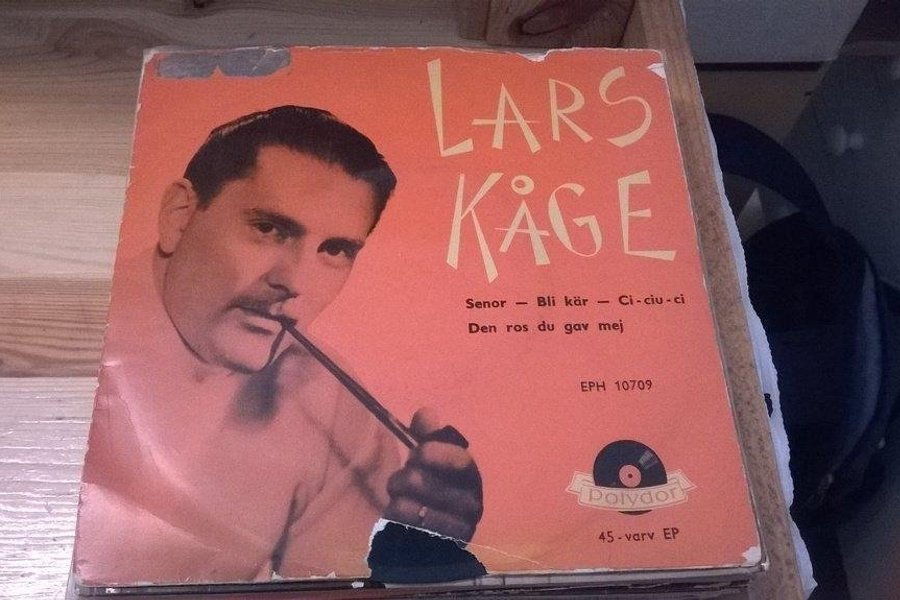 LARS
KÅGE
Senor — Bli kär — Ci-ciu-ci
Den ros du gav mej
EPH 10709
Polydor
45-varv EP